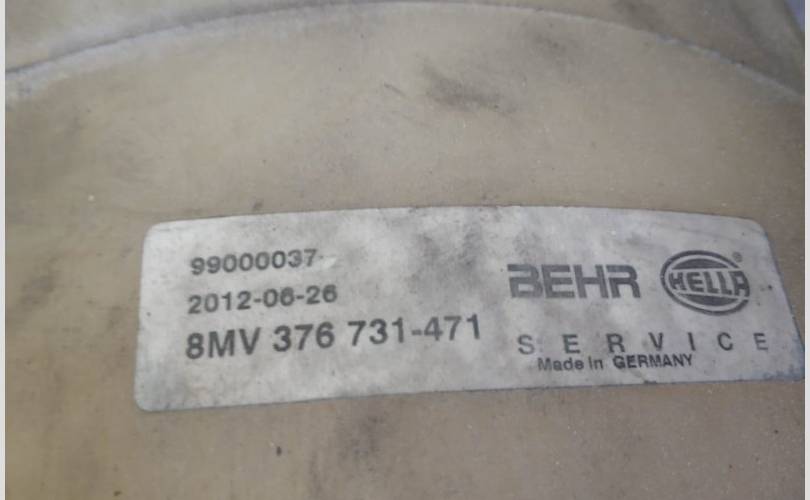 99000037
2012-06-26
8MV 376 731-471
BEHR HELLA®
SERVICE
Made in GERMANY